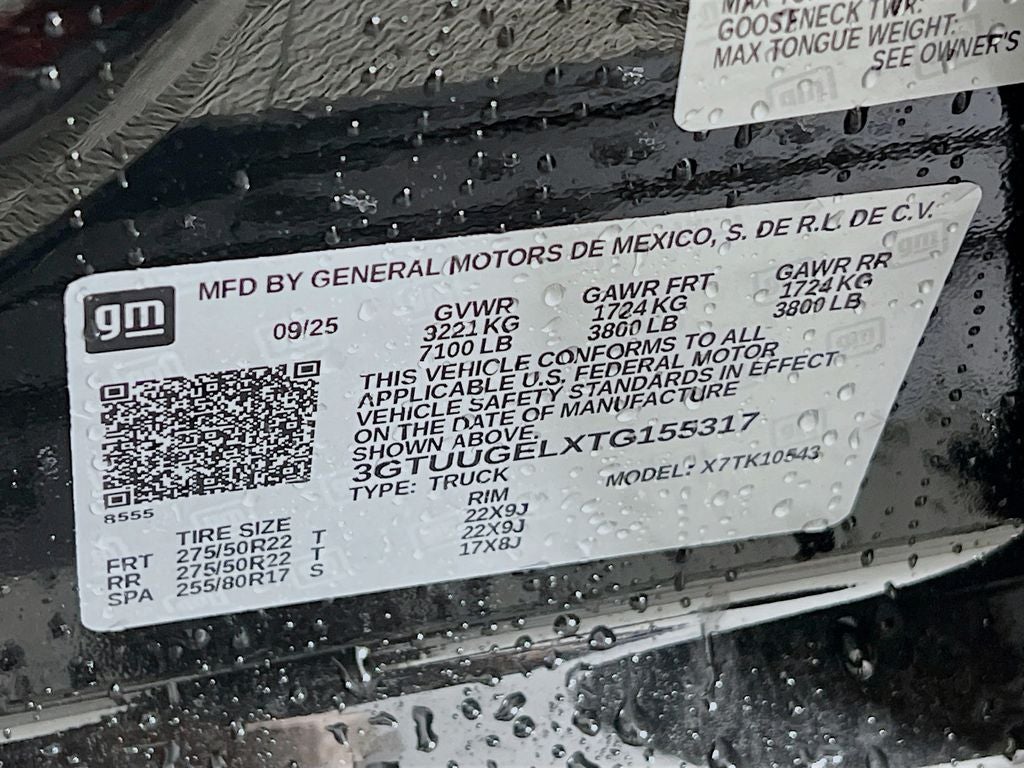 GOOSENECK TWR:
MAX TONGUE WEIGHT:
SEE OWNER'S
MFD BY GENERAL MOTORS DE MEXICO, S. DE R.L. DE C.V.
gm
09/25
GVWR GAWR FRT GAWR RR
3221 KG 1724 KG 1724 KG
7100 LB 3800 LB 3800 LB
THIS VEHICLE CONFORMS TO ALL
APPLICABLE U.S. FEDERAL MOTOR
VEHICLE SAFETY STANDARDS IN EFFECT
ON THE DATE OF MANUFACTURE
SHOWN ABOVE.
3GTUUGELXTG155317
TYPE: TRUCK MODEL: X7TK10543
8555
TIRE SIZE RIM
FRT 275/50R22 T 22X9J
RR 275/50R22 T 22X9J
SPA 255/80R17 S 17X8J